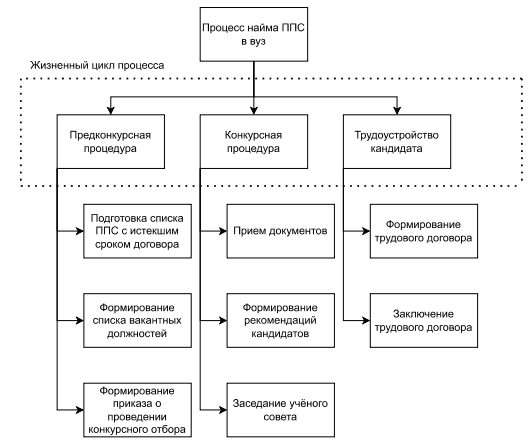 Процесс найма ППС
в вуз
Жизненный цикл процесса
Предконкурсная
процедура
Конкурсная
процедура
Трудоустройство
кандидата
Подготовка списка
ППС с истекшим
сроком договора
Прием документов
Формирование
трудового договора
Формирование
списка вакантных
должностей
Формирование
рекомендаций
кандидатов
Заключение
трудового договора
Формирование
приказа о
проведении
конкурсного отбора
Заседание учёного
совета